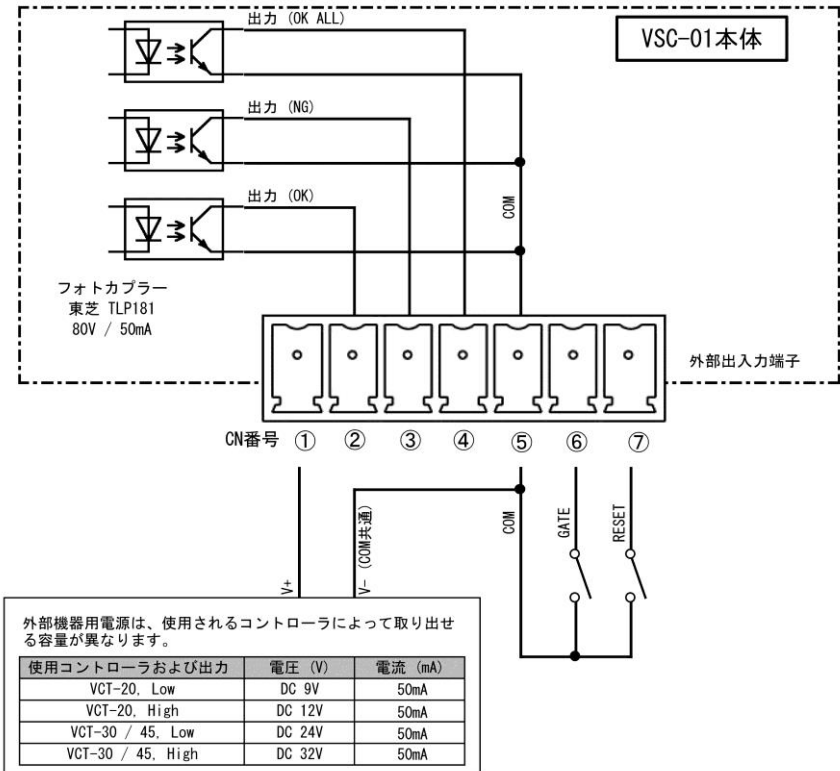 出力 (OK ALL)
VSC-01本体
出力 (NG)
COM
出力 (OK)
フォトカプラー
東芝 TLP181
80V / 50mA
外部出入力端子
CN番号 ① ② ③ ④ ⑤ ⑥ ⑦
V+
V- (COM共通)
COM
GATE
RESET
外部機器用電源は、使用されるコントローラによって取り出せ
る容量が異なります。
使用コントローラおよび出力 電圧 (V) 電流 (mA)
VCT-20, Low DC 9V 50mA
VCT-20, High DC 12V 50mA
VCT-30 / 45, Low DC 24V 50mA
VCT-30 / 45, High DC 32V 50mA